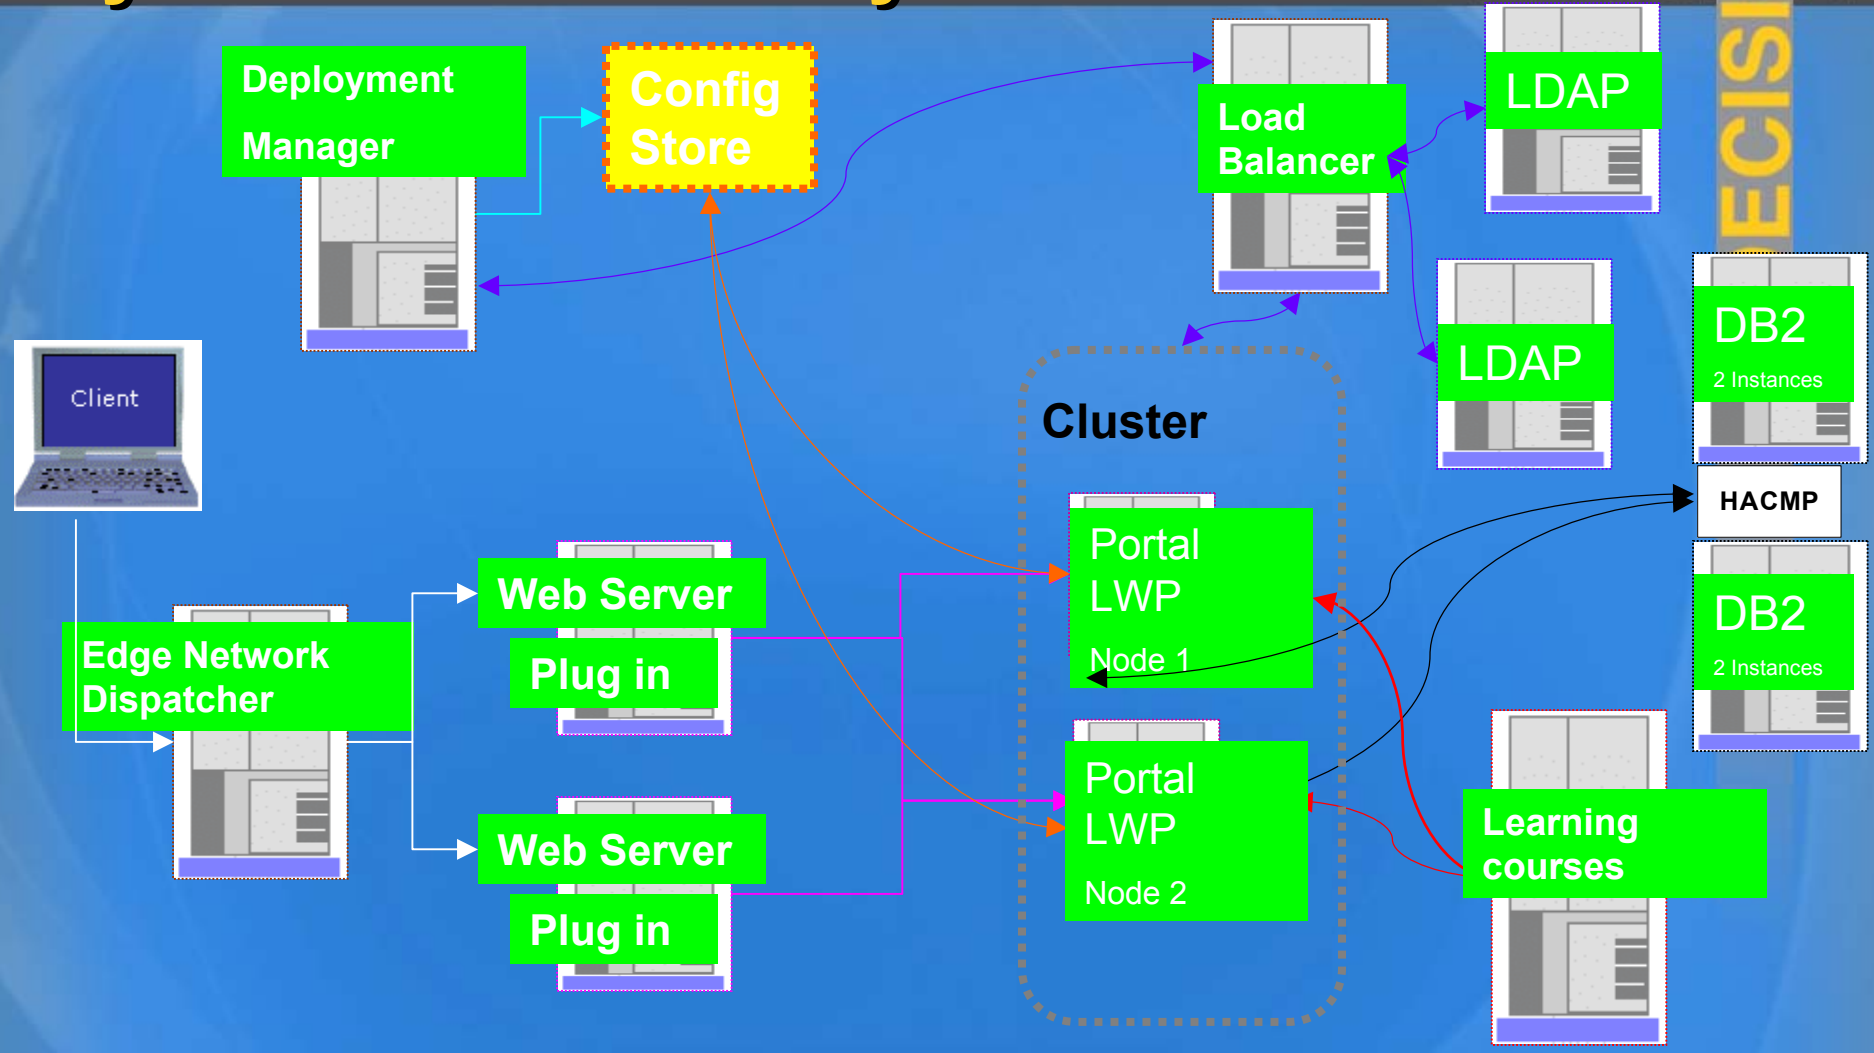 Deployment
Manager
Config
Store
Load
Balancer
LDAP
LDAP
DB2
2 Instances
HACMP
DB2
2 Instances
Client
Cluster
Portal
LWP
Node 1
Portal
LWP
Node 2
Web Server
Plug in
Web Server
Plug in
Edge Network
Dispatcher
Learning
courses
ECISI